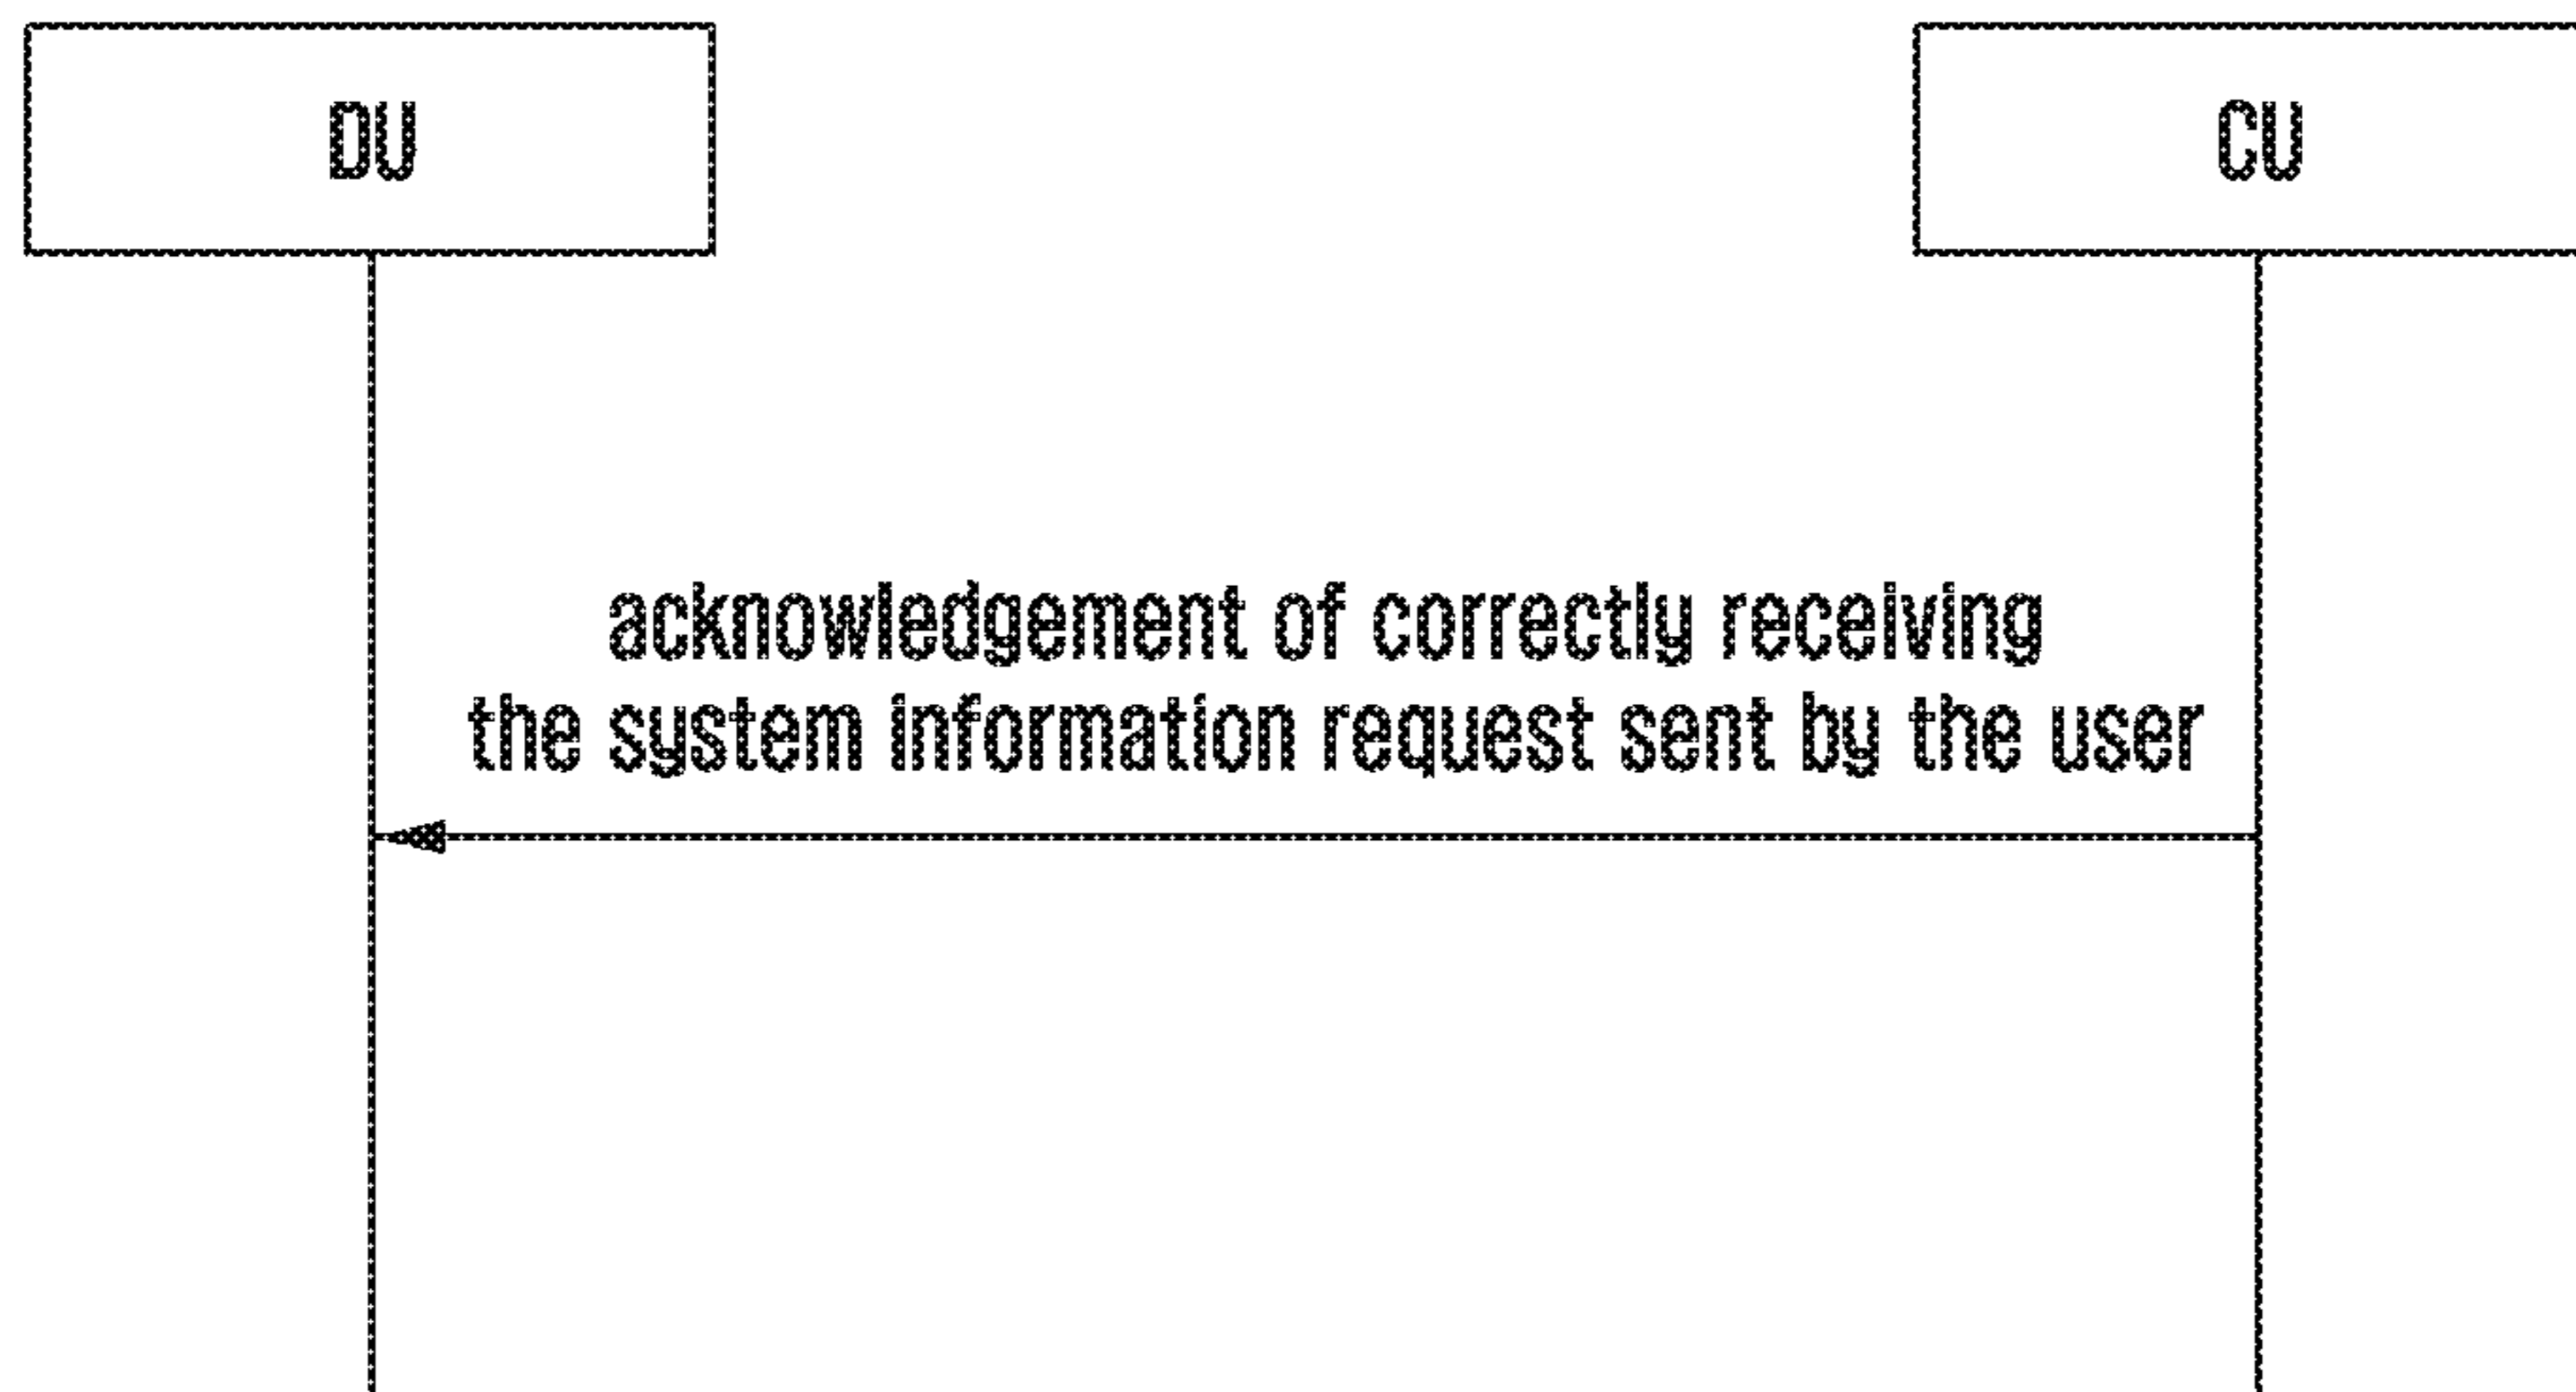 DU
CU
acknowledgement of correctly receiving
the system information request sent by the user